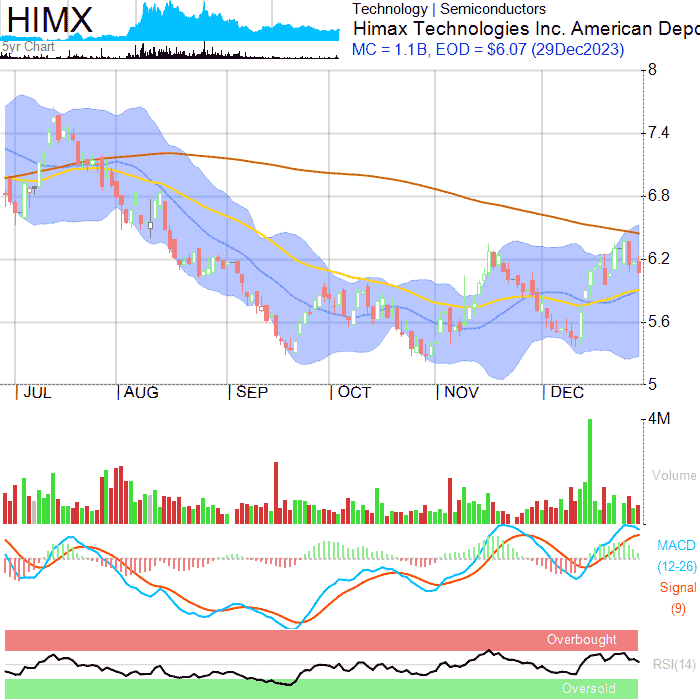 HIMX
5yr Chart
Technology | Semiconductors
Himax Technologies Inc. American Depo
MC = 1.1B, EOD = $6.07 (29Dec2023)
8
7.4
6.8
6.2
5.6
5
JUL AUG SEP OCT NOV DEC
4M
Volume
MACD
(12-26)
Signal
(9)
Overbought
RSI(14)
Oversold